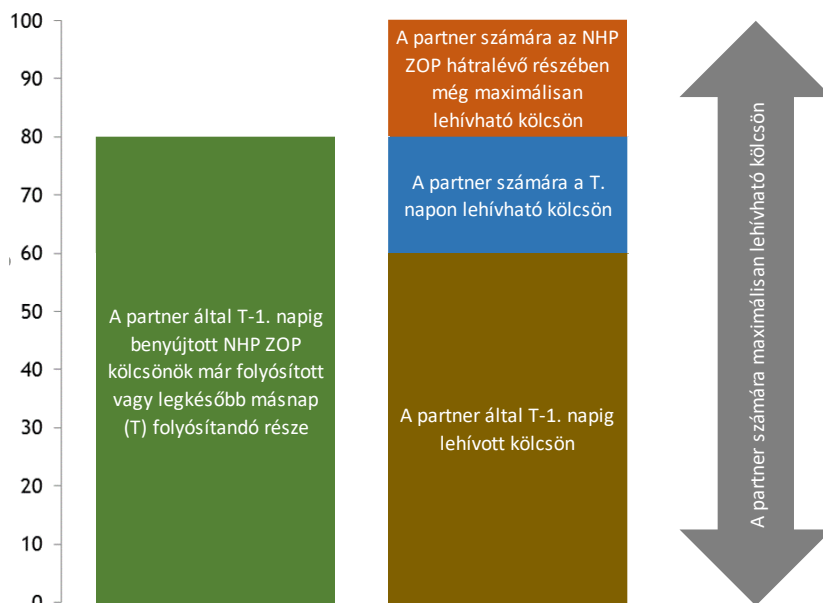 100
90
80
70
60
50
40
30
20
10
0
A partner által T-1. napig
benyújtott NHP ZOP
kölcsönök már folyósított
vagy legkésőbb másnap
(T) folyósítandó része
A partner számára az NHP
ZOP hátralévő részében
még maximálisan
lehívható kölcsön
A partner számára a T.
napon lehívható kölcsön
A partner által T-1. napig
lehívott kölcsön
A partner számára maximálisan lehívható kölcsön